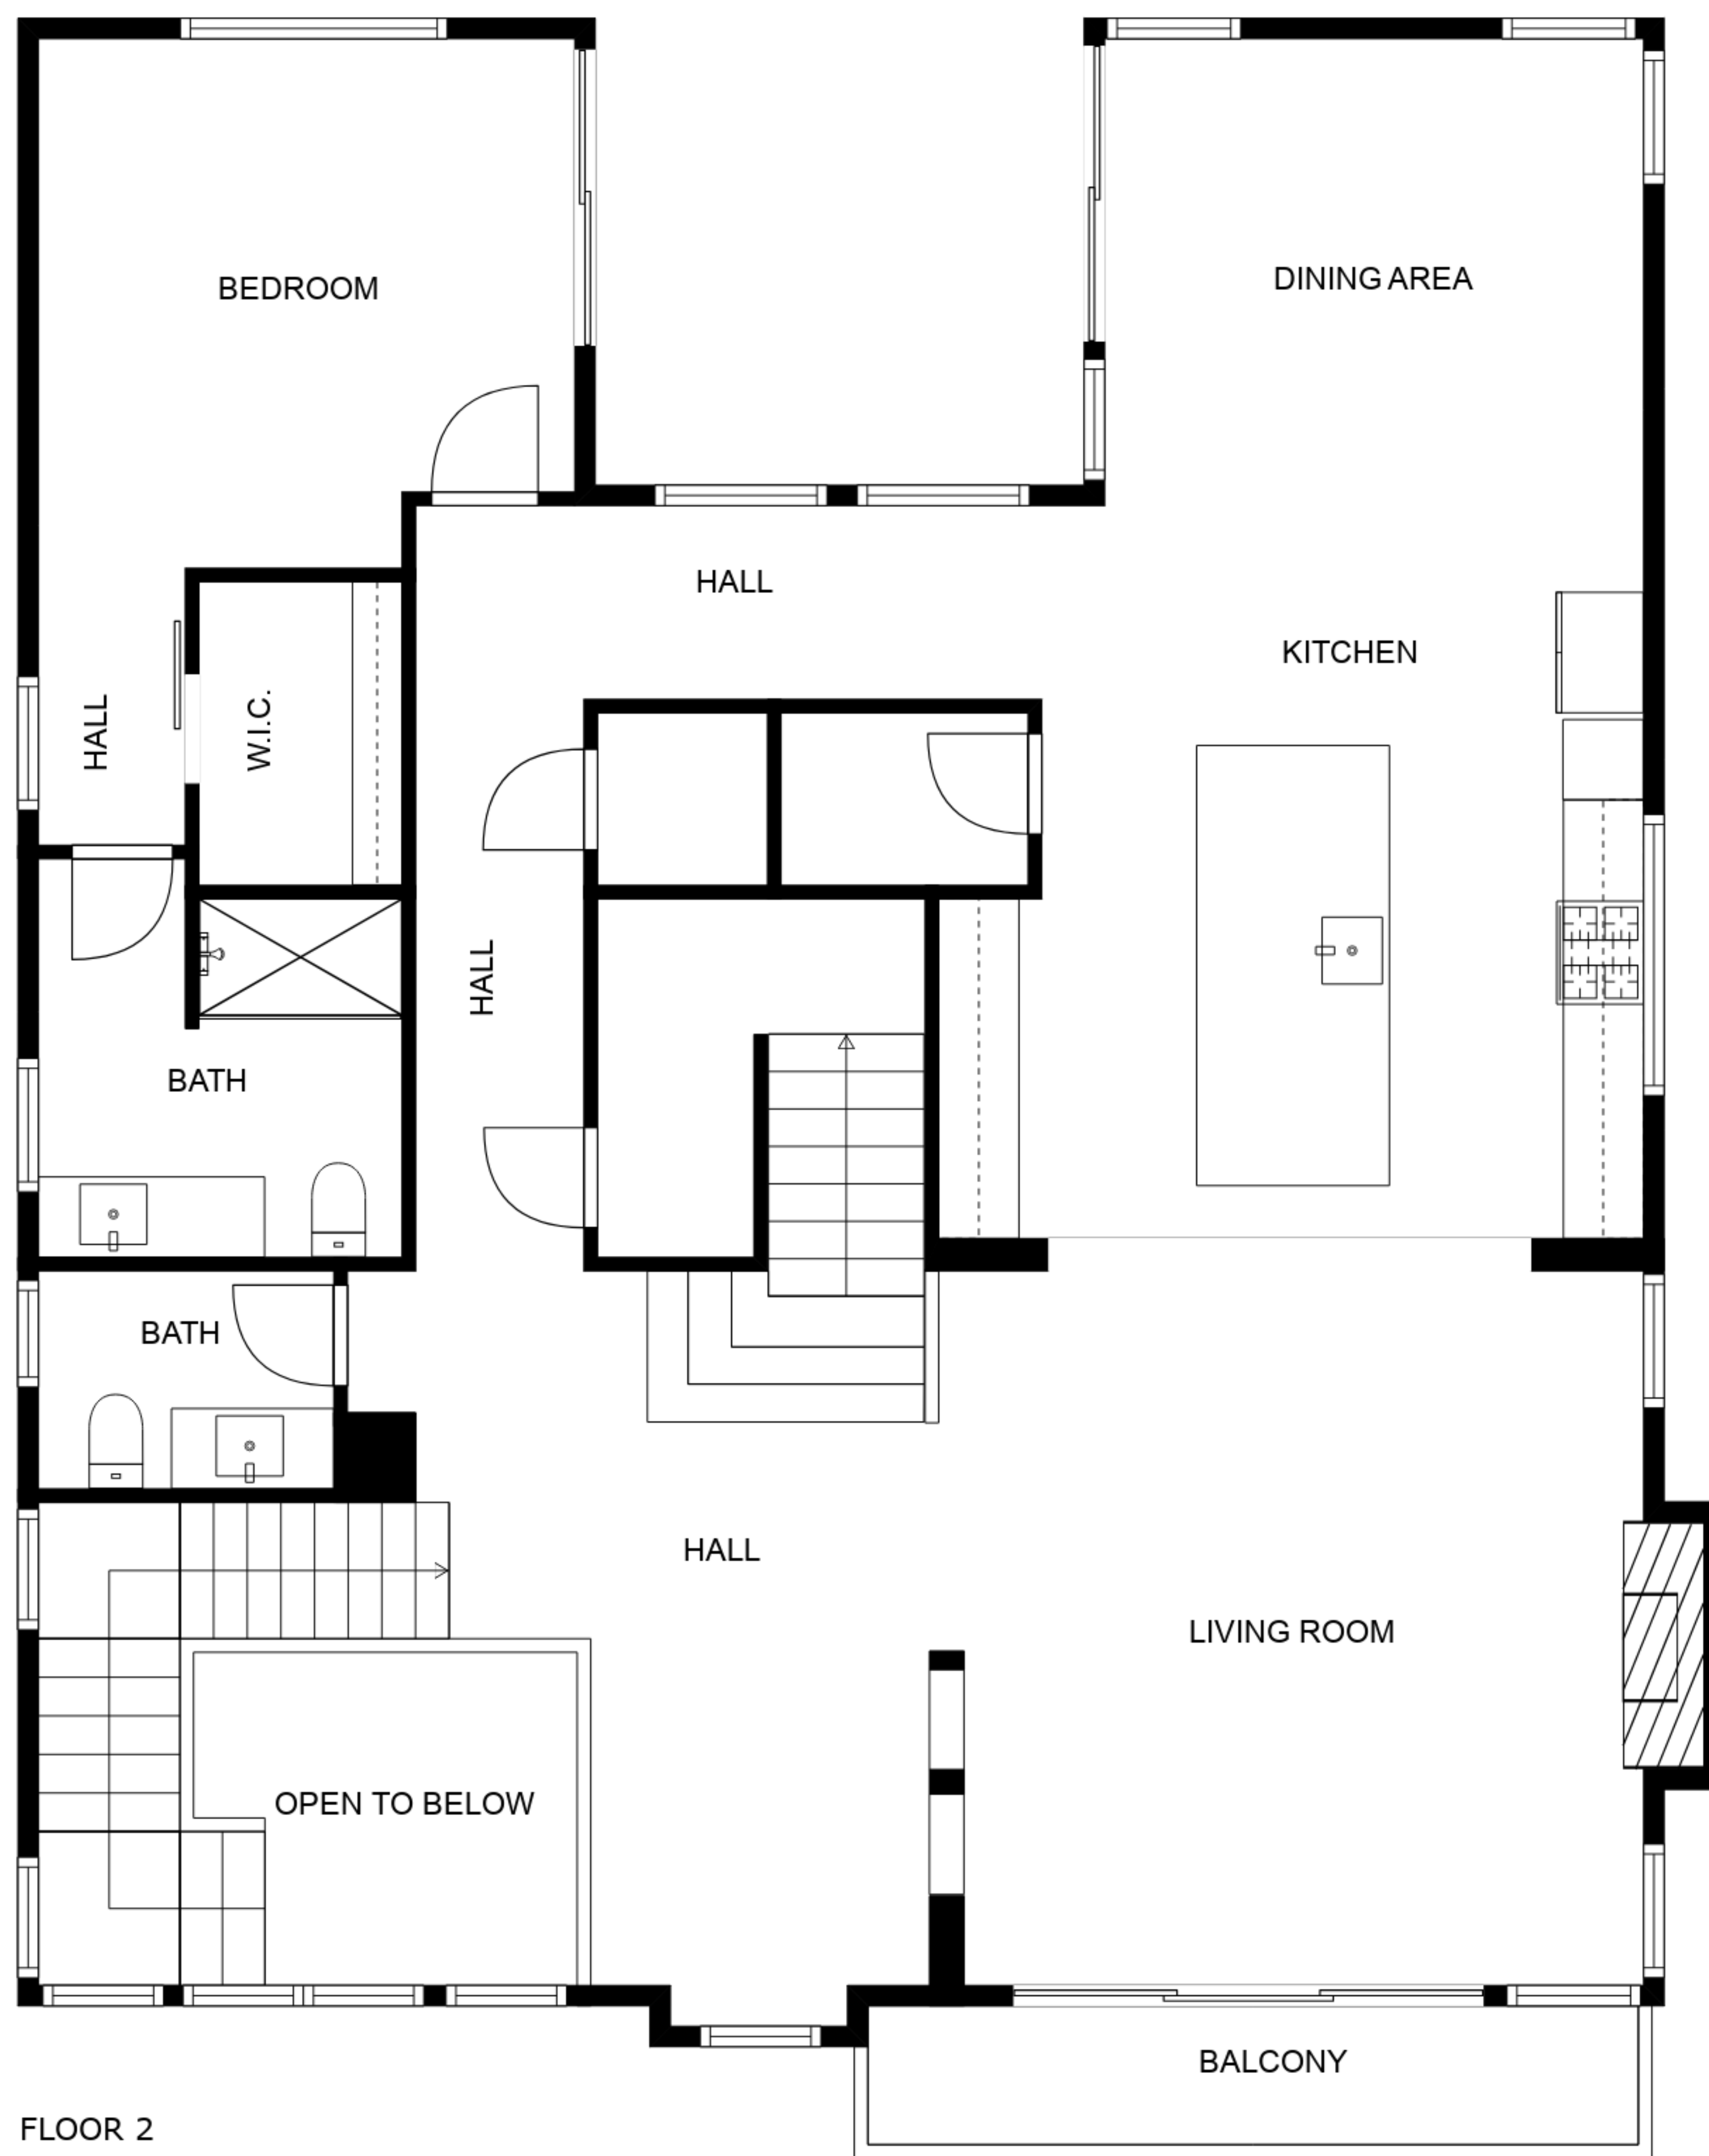 DINING AREA
BEDROOM
HALL
KITCHEN
HALL
W.I.C.
HALL
BATH
BATH
HALL
LIVING ROOM
OPEN TO BELOW
BALCONY
FLOOR 2